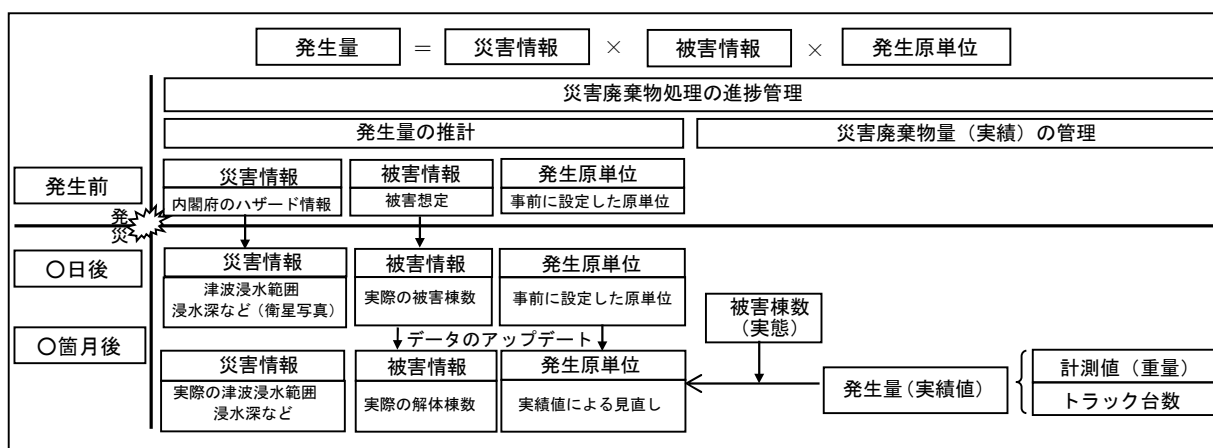 発生量 = 災害情報 × 被害情報 × 発生原単位
災害廃棄物処理の進捗管理
発生量の推計
災害廃棄物量（実績）の管理
発生前
災害情報
内閣府のハザード情報
被害情報
被害想定
発生原単位
事前に設定した原単位
発災
〇日後
災害情報
津波浸水範囲
浸水深など（衛星写真）
被害情報
実際の被害棟数
発生原単位
事前に設定した原単位
被害棟数
（実態）
データのアップデート
〇箇月後
災害情報
実際の津波浸水範囲
浸水深など
被害情報
実際の解体棟数
発生原単位
実績値による見直し
発生量（実績値）
計測値（重量）
トラック台数